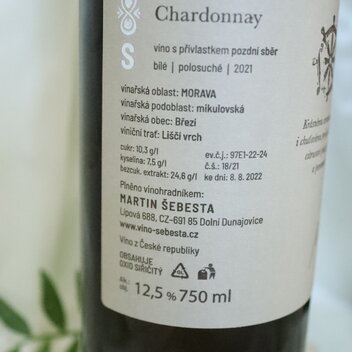 Chardonnay
S
víno s přívlastkem pozdní sběr
bílé | polosuché | 2021
vinařská oblast: MORAVA
vinařská podoblast: mikulovská
vinařská obec: Březí
viniční trať: Liščí vrch
cukr: 10,3 g/l
kyselina: 7,5 g/l
bezcuk. extrakt: 24,6 g/l
ev.č.j.: 97E1-22-24
č.š.: 18/21
ke dni: 8. 8. 2022
Plněno vinohradníkem:
MARTIN ŠEBESTA
Lipová 688, CZ-691 85 Dolní Dunajovice
www.vino-sebesta.cz
Víno z České republiky
OBSAHUJE
OXID SIŘIČITÝ
Alc.:
obj. 12,5 % 750 ml